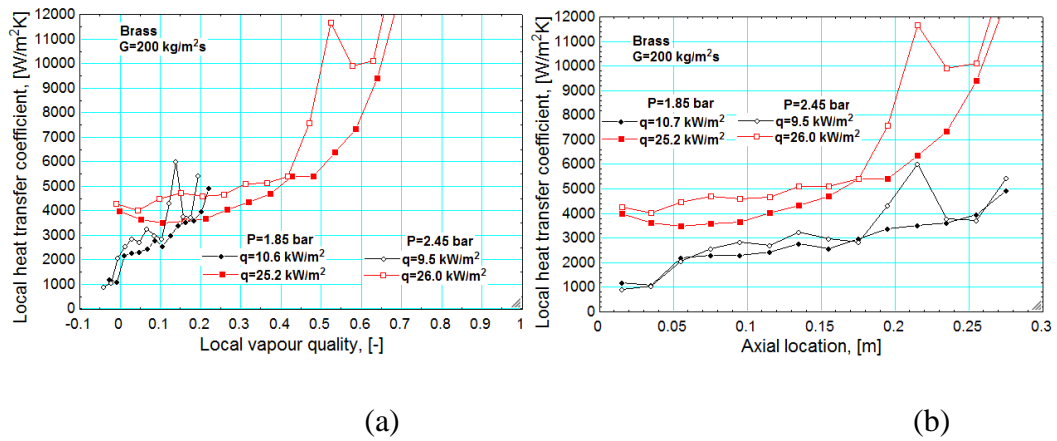 12000
11000
10000
9000
8000
7000
6000
5000
4000
3000
2000
1000
0
Local heat transfer coefficient, [W/m²K]
Brass
G=200 kg/m²s
P=1.85 bar
q=10.6 kW/m²
q=25.2 kW/m²
P=2.45 bar
q=9.5 kW/m²
q=26.0 kW/m²
-0.1 0 0.1 0.2 0.3 0.4 0.5 0.6 0.7 0.8 0.9 1
Local vapour quality, [-]
12000
11000
10000
9000
8000
7000
6000
5000
4000
3000
2000
1000
0
Local heat transfer coefficient, [W/m²K]
Brass
G=200 kg/m²s
P=1.85 bar
q=10.7 kW/m²
q=25.2 kW/m²
P=2.45 bar
q=9.5 kW/m²
q=26.0 kW/m²
0 0.05 0.1 0.15 0.2 0.25 0.3
Axial location, [m]
(a)
(b)